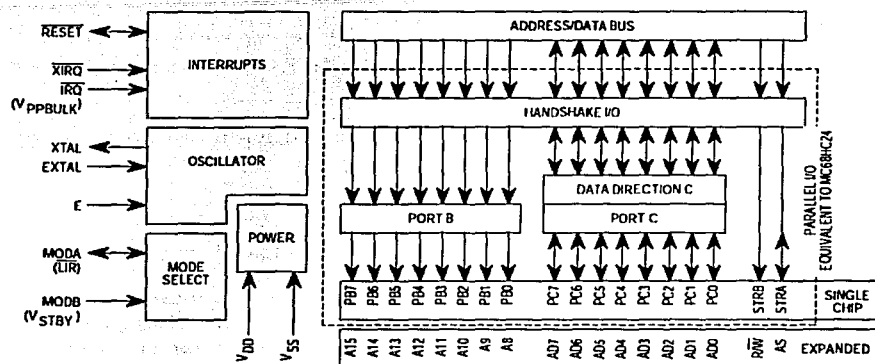 RESET
XIRQ
IRQ
(VPPBULK)
INTERRUPTS
XTAL
EXTAL
E
OSCILLATOR
POWER
MODA
(LIR)
MODB
(VSTBY)
MODE
SELECT
VDD
VSS
ADDRESS/DATA BUS
HANDSHAKE I/O
DATA DIRECTION C
PORT B
PORT C
PARALLEL I/O
EQUIVALENT TO MC68HC24
PB7 PB6 PB5 PB4 PB3 PB2 PB1 PB0 PC7 PC6 PC5 PC4 PC3 PC2 PC1 PC0 STRB STRA SINGLE
CHIP
A15 A14 A13 A12 A11 A10 A9 A8 AD7 AD6 AD5 AD4 AD3 AD2 AD1 AD0 R/W AS EXPANDED